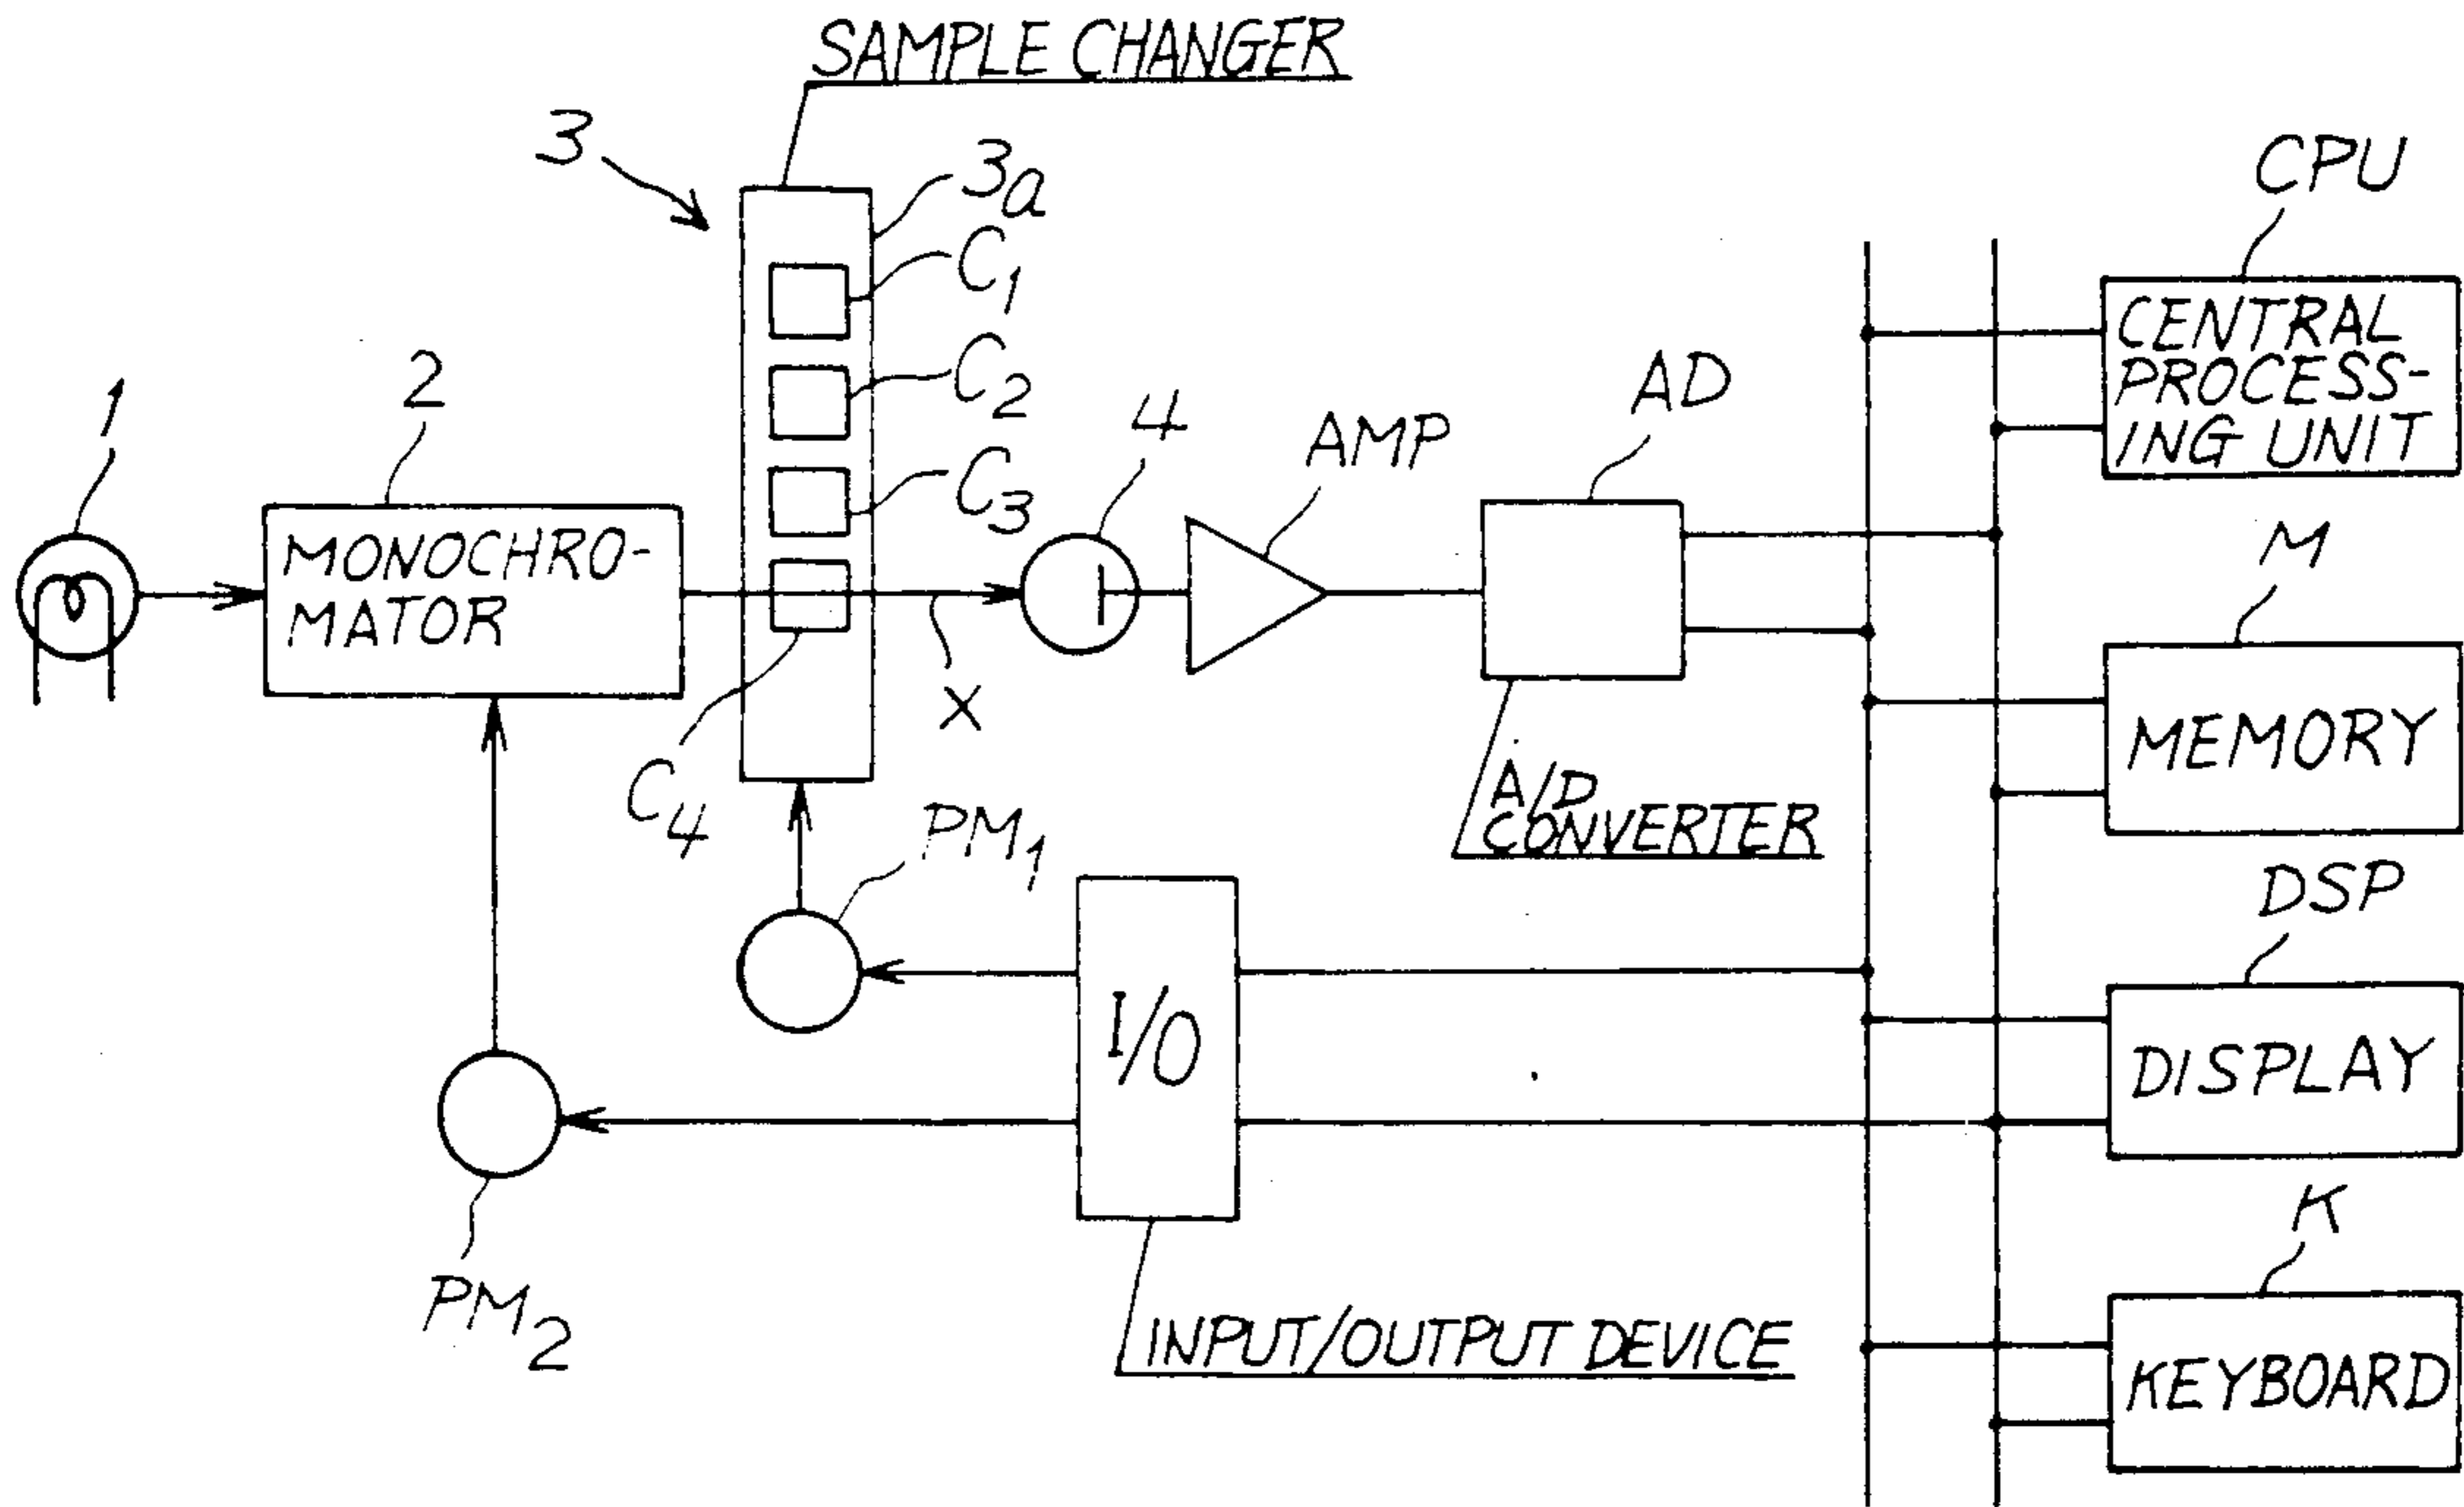 SAMPLE CHANGER
3
3a
C1
C2
C3
C4
1
2
MONOCHRO-
MATOR
X
4
AMP
AD
A/D
CONVERTER
CPU
CENTRAL
PROCESS-
ING UNIT
M
MEMORY
DSP
DISPLAY
K
KEYBOARD
PM1
PM2
I/O
INPUT/OUTPUT DEVICE